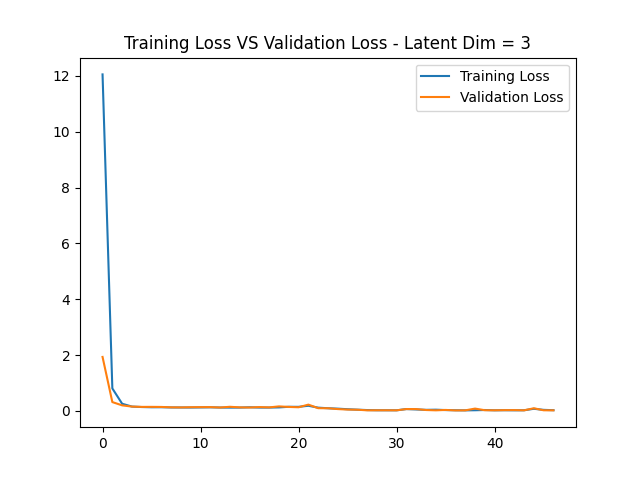 Training Loss VS Validation Loss - Latent Dim = 3
Training Loss
Validation Loss
12
10
8
6
4
2
0
0 10 20 30 40